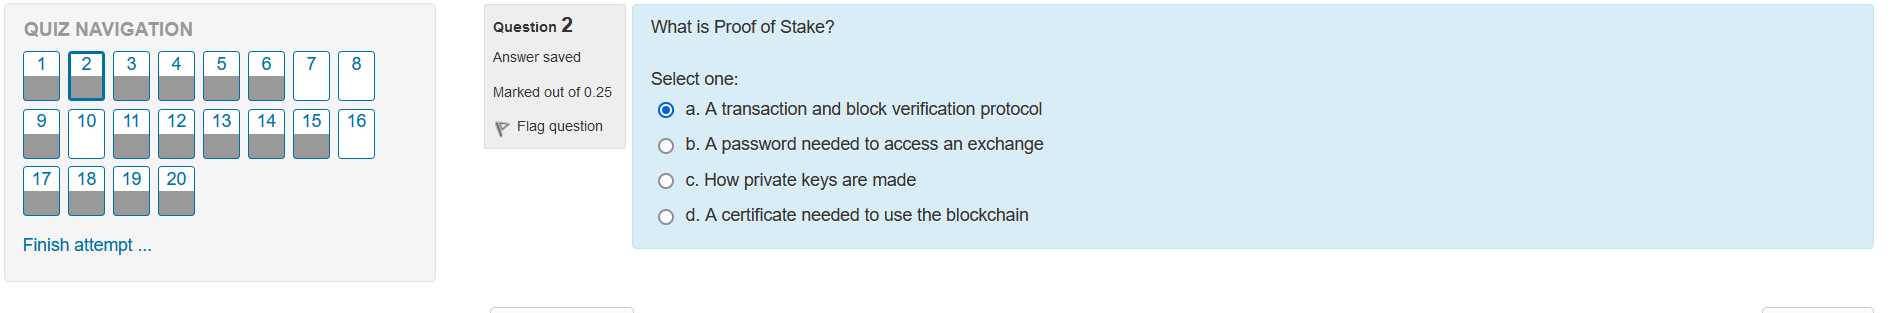 QUIZ NAVIGATION
1 2 3 4 5 6 7 8
9 10 11 12 13 14 15 16
17 18 19 20
Finish attempt ...
Question 2
Answer saved
Marked out of 0.25
Flag question
What is Proof of Stake?
Select one:
a. A transaction and block verification protocol
b. A password needed to access an exchange
c. How private keys are made
d. A certificate needed to use the blockchain